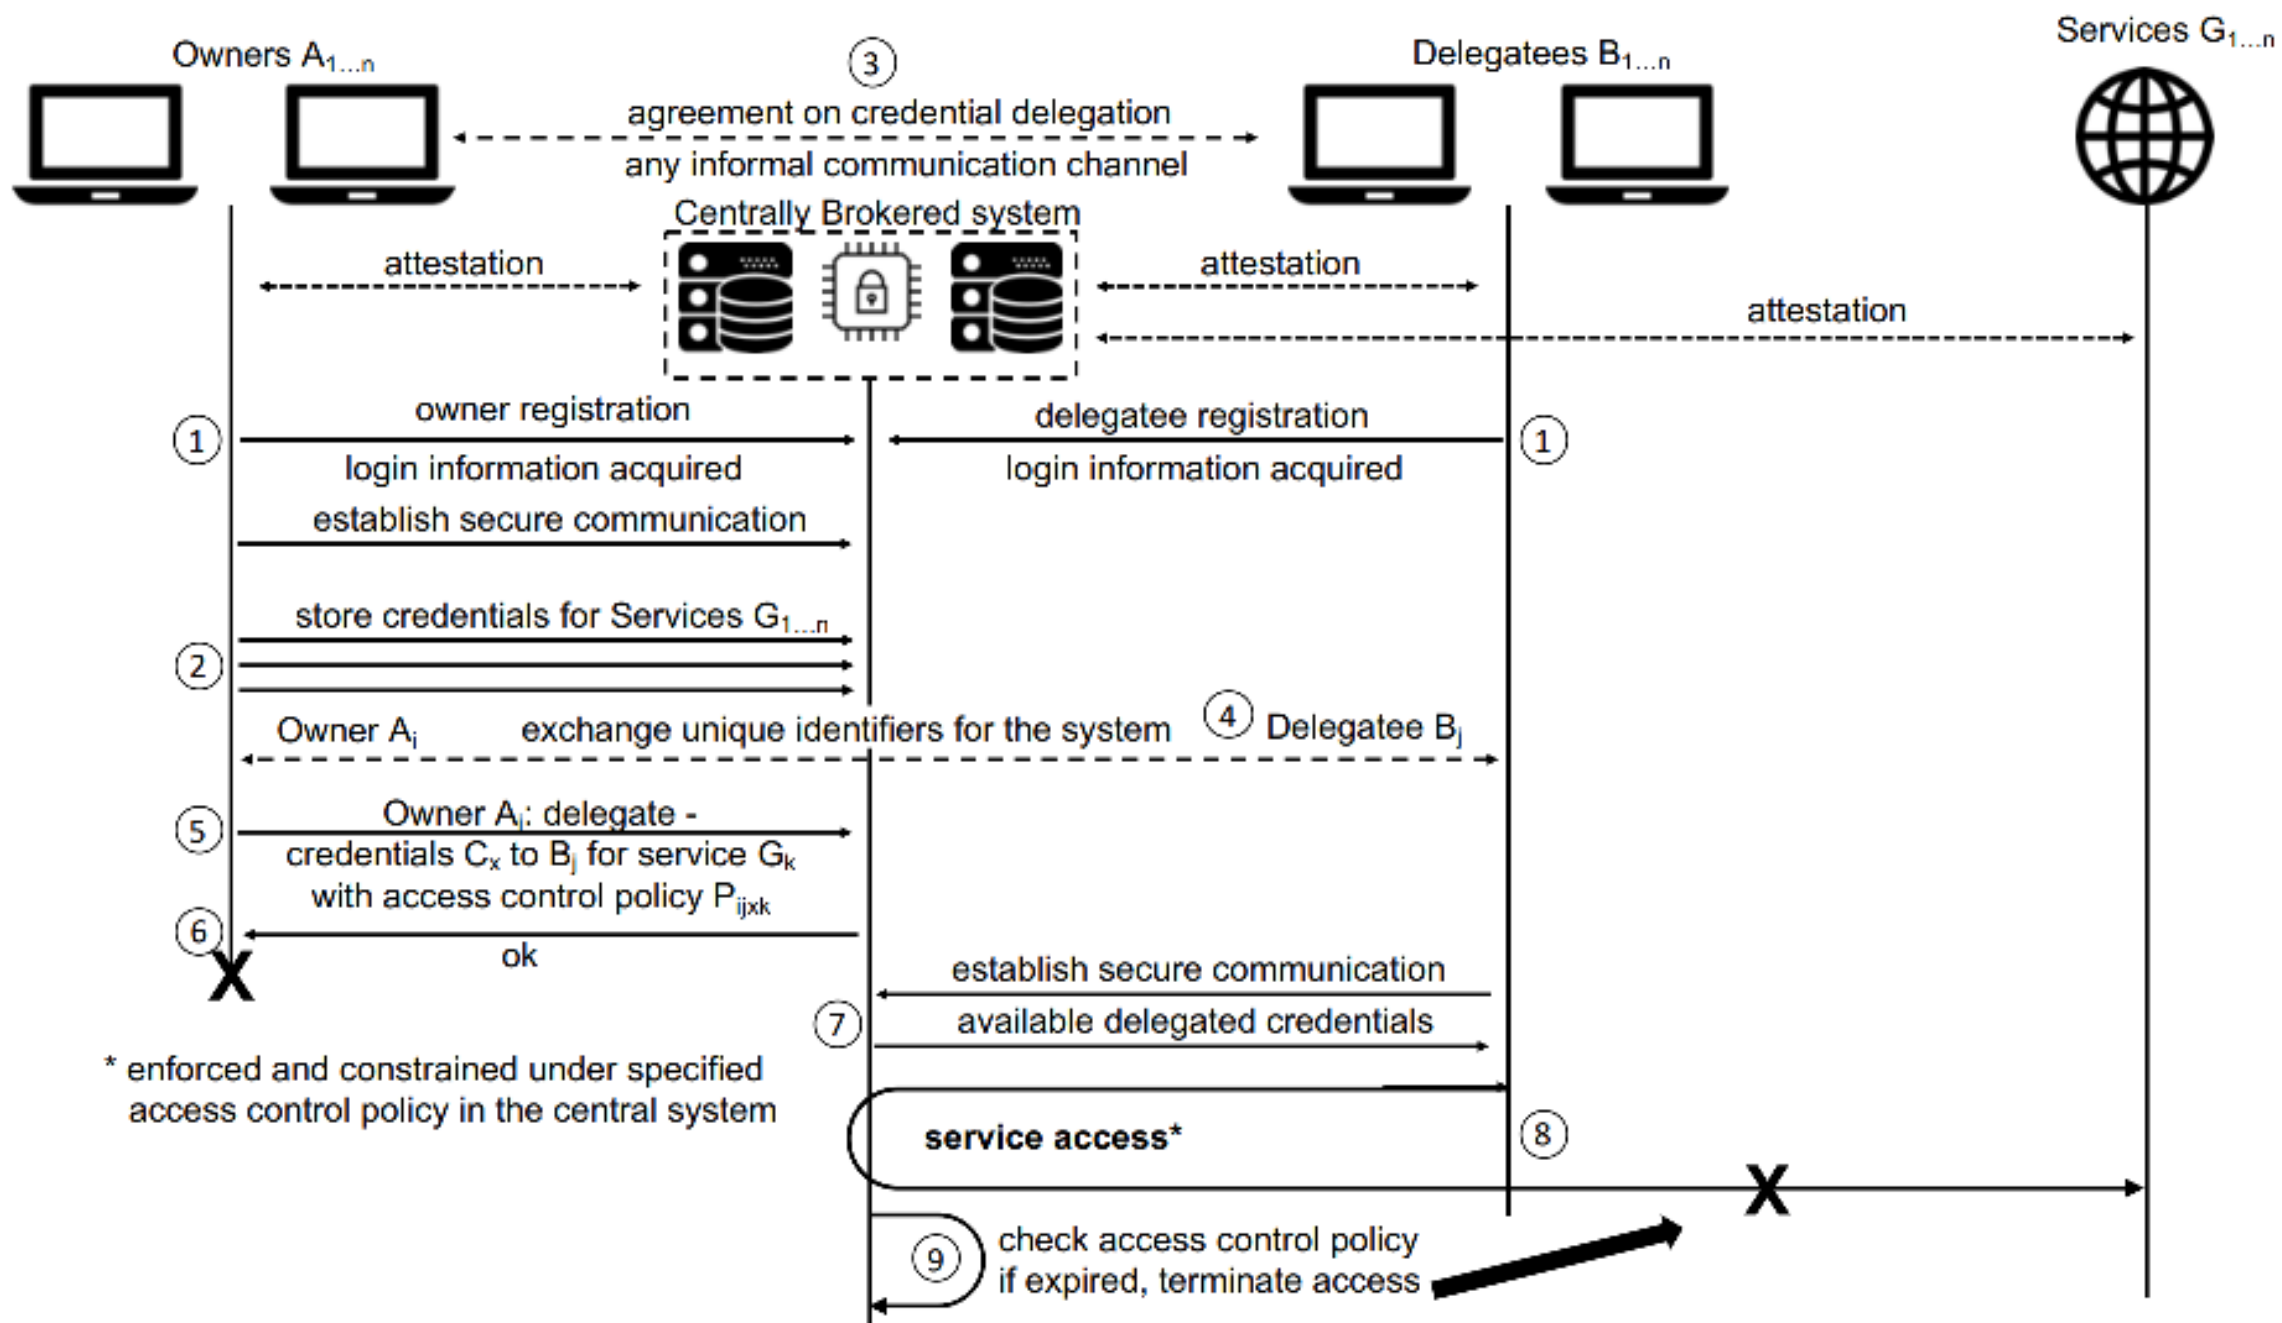 Owners A1...n
3
Delegatees B1...n
Services G1...n
agreement on credential delegation
any informal communication channel
Centrally Brokered system
attestation
attestation
attestation
owner registration
delegatee registration
1
1
login information acquired
login information acquired
establish secure communication
store credentials for Services G1...n
2
Owner Ai
exchange unique identifiers for the system
4
Delegatee Bj
5
Owner Ai: delegate -
credentials Cx to Bj for service Gk
with access control policy Pijxk
6
ok
X
establish secure communication
7
available delegated credentials
* enforced and constrained under specified
access control policy in the central system
service access*
8
X
9
check access control policy
if expired, terminate access